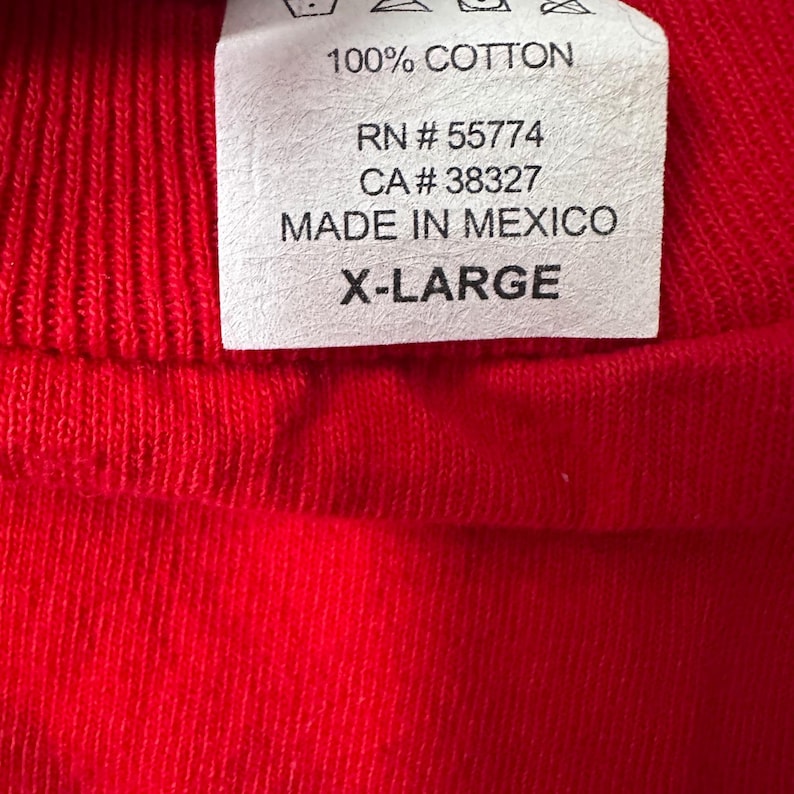 100% COTTON
RN # 55774
CA # 38327
MADE IN MEXICO
X-LARGE